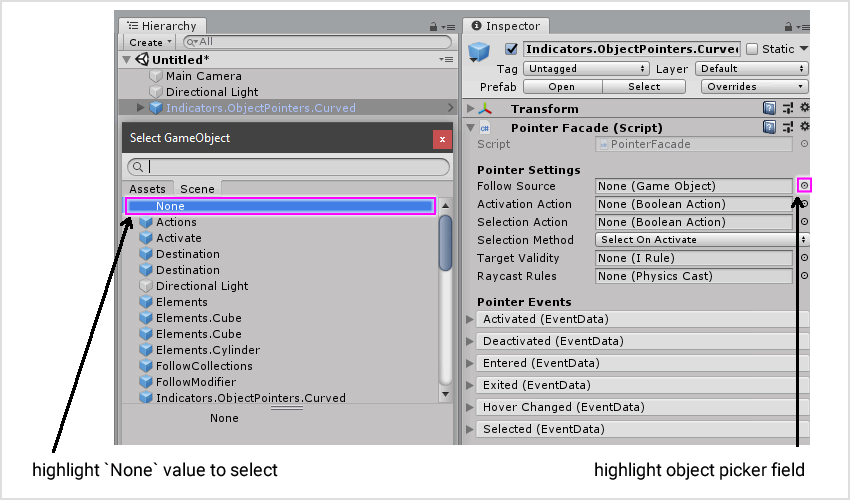 Hierarchy
Create
All
Untitled*
Main Camera
Directional Light
Indicators.ObjectPointers.Curved
Select GameObject
x
Assets Scene
None
Actions
Activate
Destination
Destination
Directional Light
Elements
Elements.Cube
Elements.Cube
Elements.Cylinder
FollowCollections
FollowModifier
Indicators.ObjectPointers.Curved
None
Inspector
Indicators.ObjectPointers.Curve Static
Tag Untagged Layer Default
Prefab Open Select Overrides
Transform
C# Pointer Facade (Script)
Script PointerFacade
Pointer Settings
Follow Source None (Game Object)
Activation Action None (Boolean Action)
Selection Action None (Boolean Action)
Selection Method Select On Activate
Target Validity None (I Rule)
Raycast Rules None (Physics Cast)
Pointer Events
Activated (EventData)
Deactivated (EventData)
Entered (EventData)
Exited (EventData)
Hover Changed (EventData)
Selected (EventData)
highlight `None` value to select
highlight object picker field